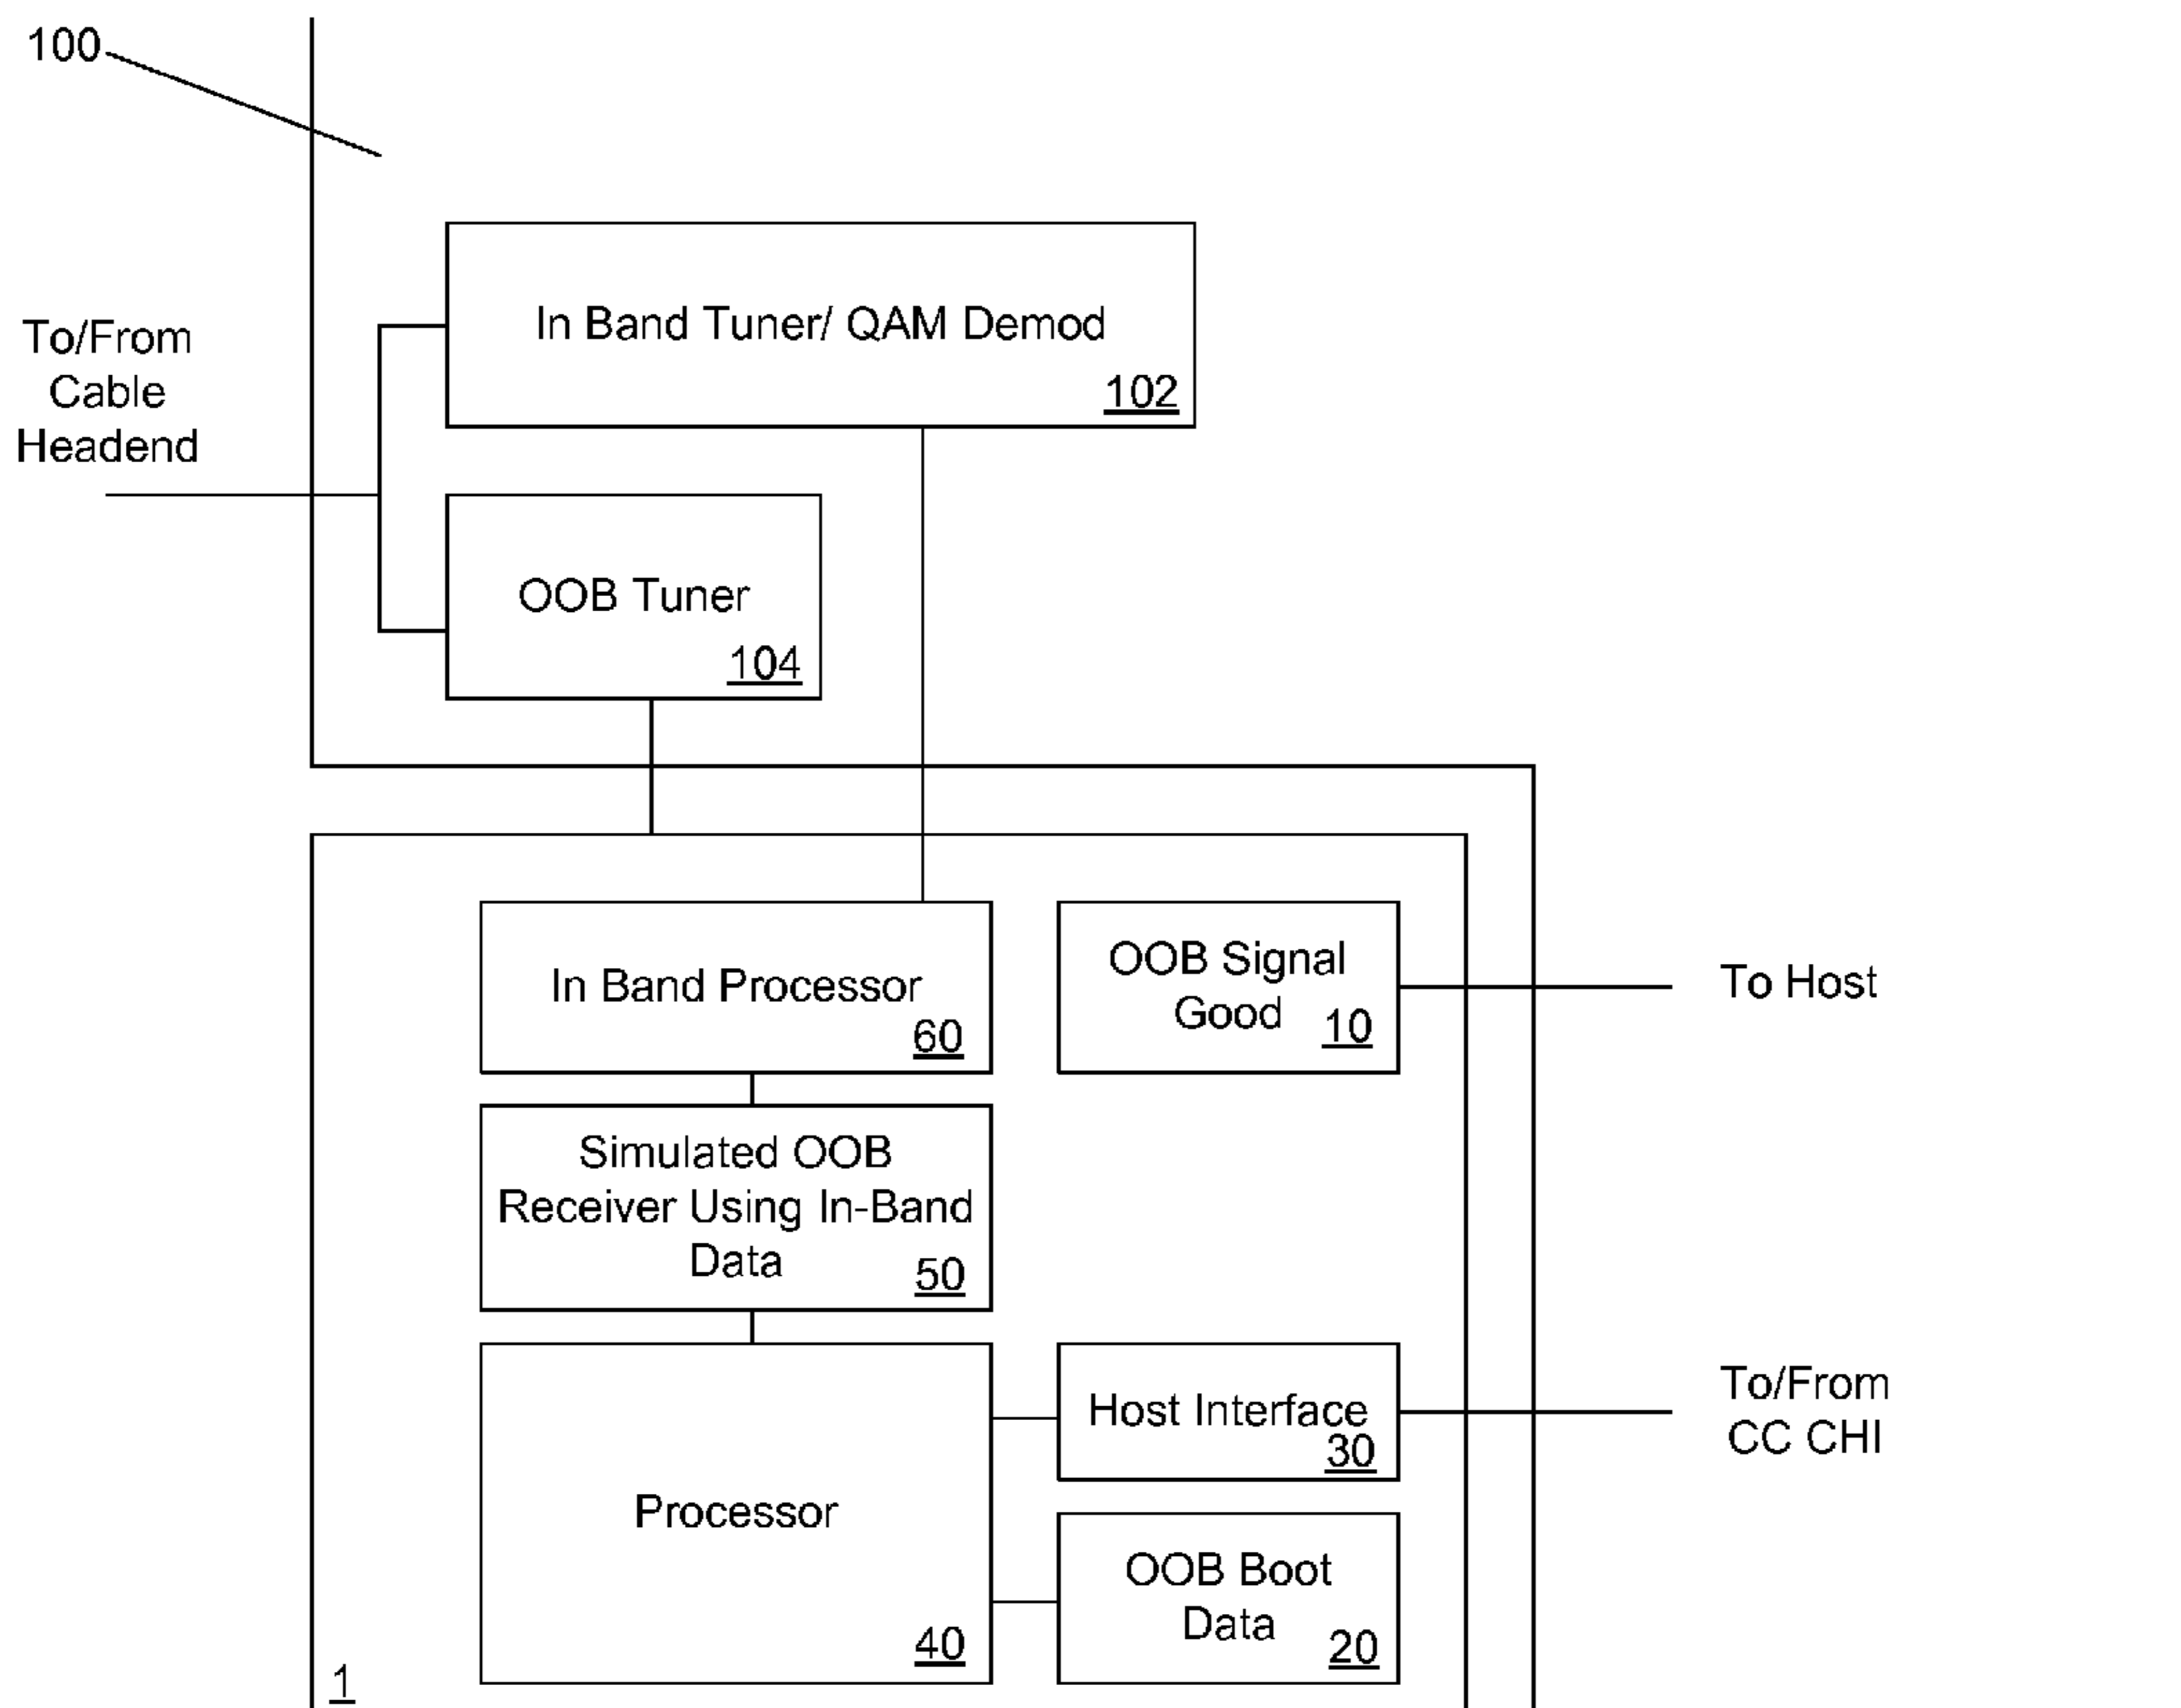 100
In Band Tuner/ QAM Demod
102
To/From
Cable
Headend
OOB Tuner
104
In Band Processor
60
OOB Signal
Good
10
To Host
Simulated OOB
Receiver Using In-Band
Data
50
Processor
40
Host Interface
30
To/From
CC CHI
OOB Boot
Data
20
1